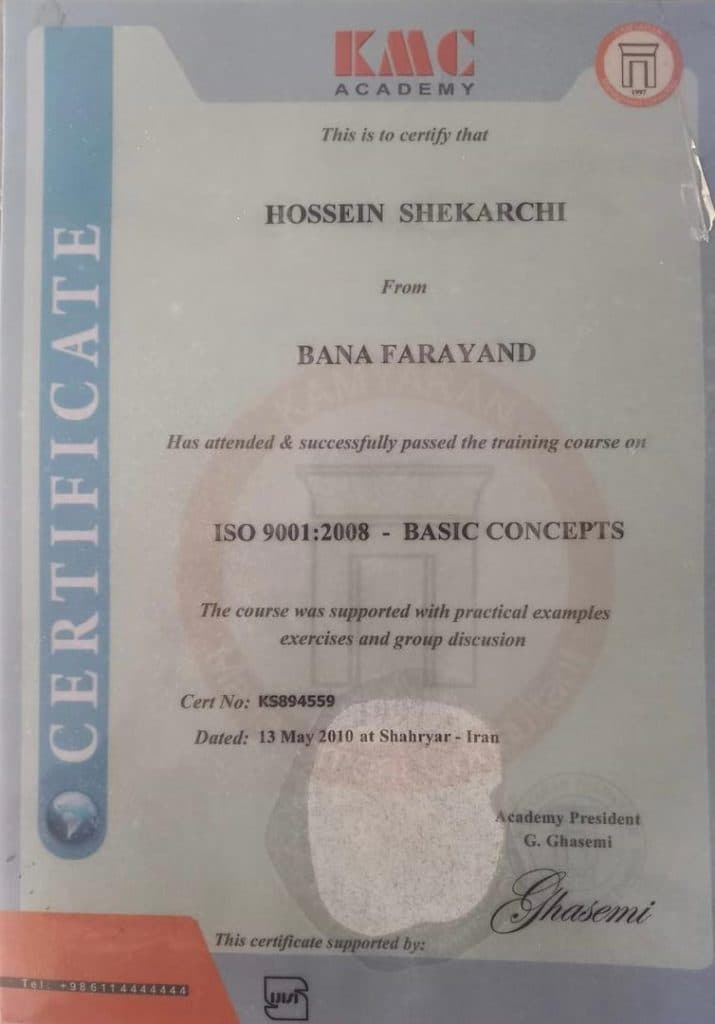 KMC
ACADEMY
1997
This is to certify that
HOSSEIN SHEKARCHI
From
BANA FARAYAND
Has attended & successfully passed the training course on
ISO 9001:2008 - BASIC CONCEPTS
The course was supported with practical examples
exercises and group discusion
Cert No: KS894559
Dated: 13 May 2010 at Shahryar - Iran
Academy President
G. Ghasemi
Ghasemi
This certificate supported by:
Tel: +986114444444
CERTIFICATE
KAMYARAN